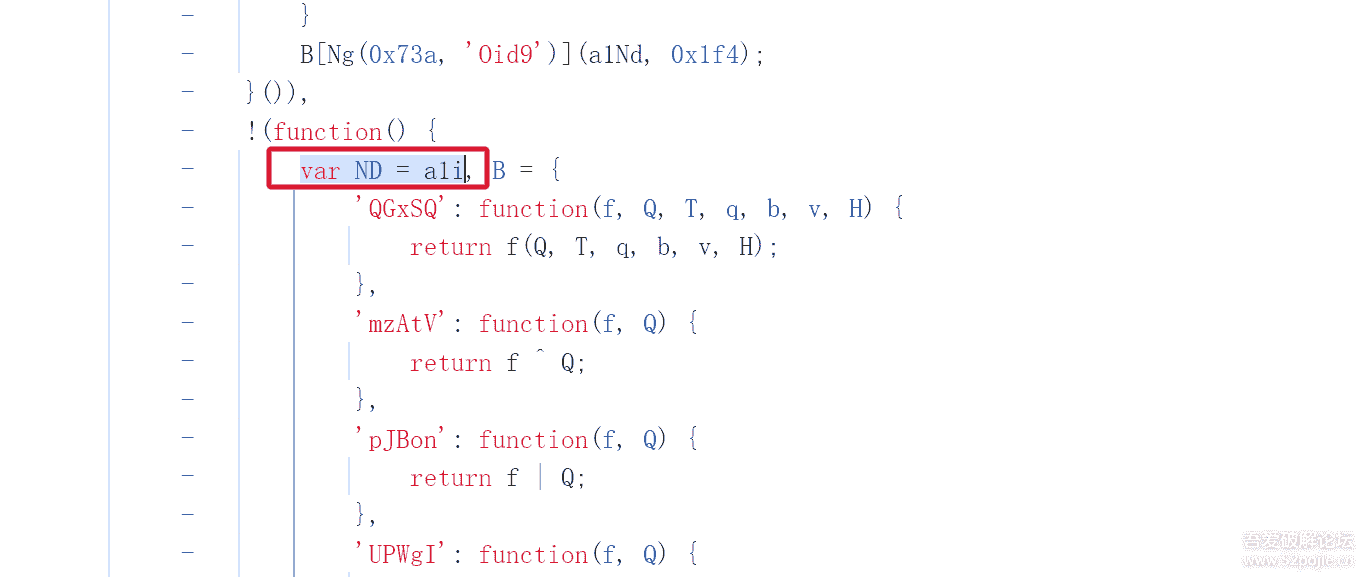 }
B[Ng(0x73a, 'Oid9')](a1Nd, 0x1f4);
}()),
!(function() {
var ND = a1i, B = {
'QGxSQ': function(f, Q, T, q, b, v, H) {
return f(Q, T, q, b, v, H);
},
'mzAtV': function(f, Q) {
return f ^ Q;
},
'pJBon': function(f, Q) {
return f | Q;
},
'UPWgI': function(f, Q) {
吾爱破解论坛
www.52pojie.cn